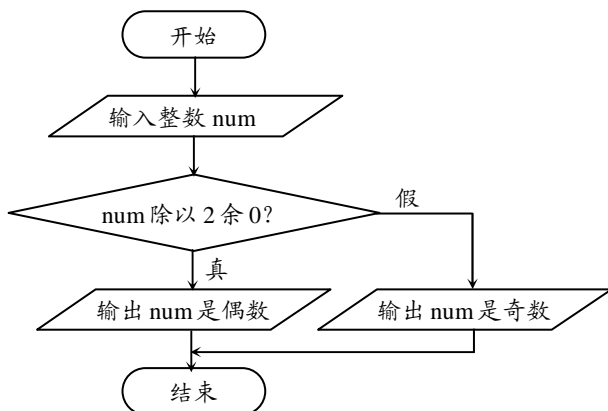 开始
输入整数 num
num 除以 2 余 0?
假
真
输出 num 是偶数
输出 num 是奇数
结束